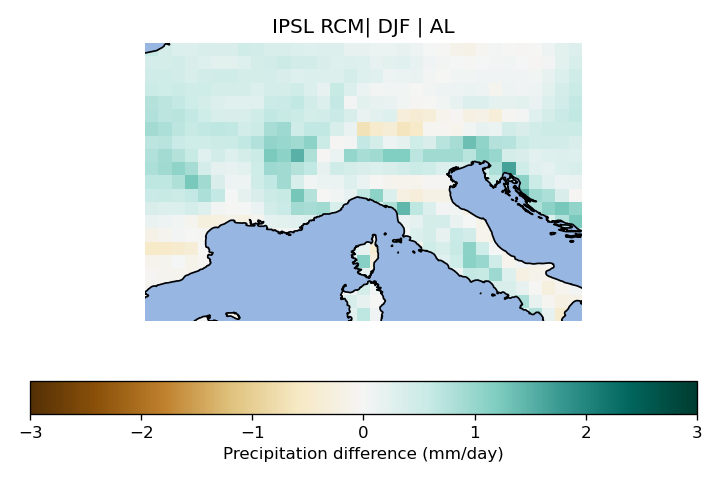 IPSL RCM| DJF | AL
−3 −2 −1 0 1 2 3
Precipitation difference (mm/day)